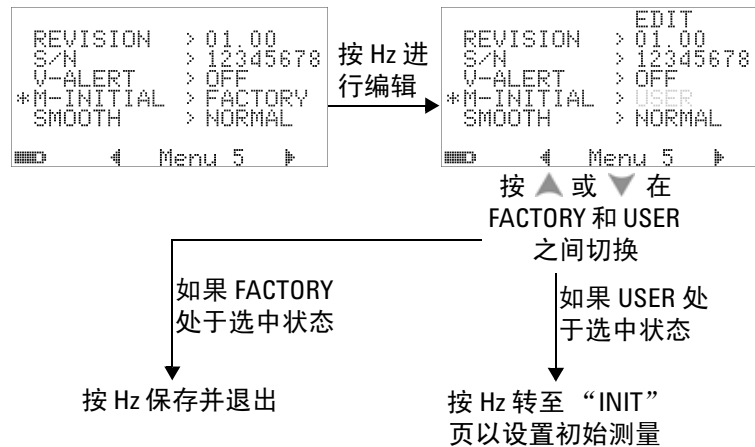 REVISION > 01.00
S/N > 12345678
V-ALERT > OFF
*M-INITIAL > FACTORY
SMOOTH > NORMAL
Menu 5
按 Hz 进
行编辑
EDIT
REVISION > 01.00
S/N > 12345678
V-ALERT > OFF
*M-INITIAL > USER
SMOOTH > NORMAL
Menu 5
按 ▲ 或 ▼ 在
FACTORY 和 USER
之间切换
如果 FACTORY
处于选中状态
如果 USER 处
于选中状态
按 Hz 保存并退出
按 Hz 转至 “INIT”
页以设置初始测量